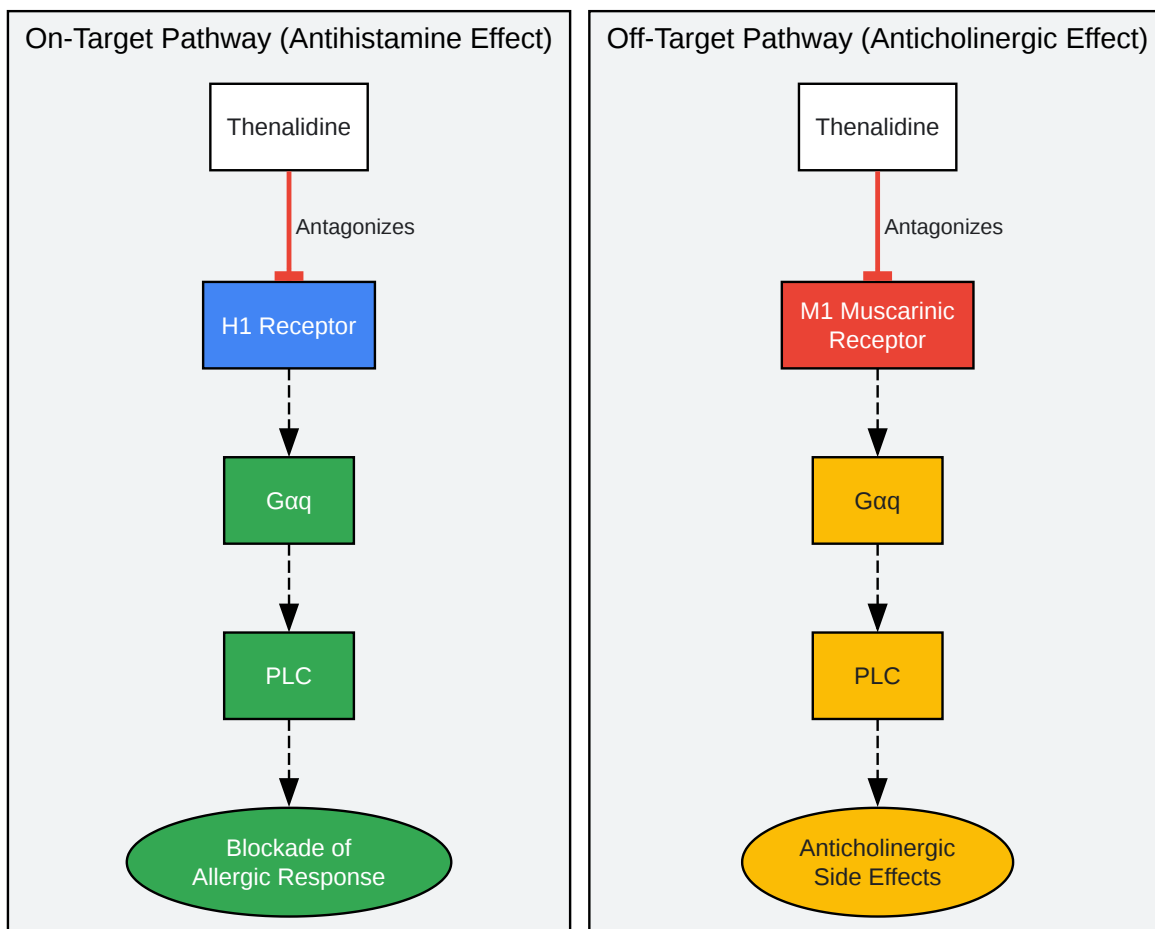 On-Target Pathway (Antihistamine Effect)
Thenalidine
Antagonizes
H1 Receptor
Gαq
PLC
Blockade of
Allergic Response
Off-Target Pathway (Anticholinergic Effect)
Thenalidine
Antagonizes
M1 Muscarinic
Receptor
Gαq
PLC
Anticholinergic
Side Effects